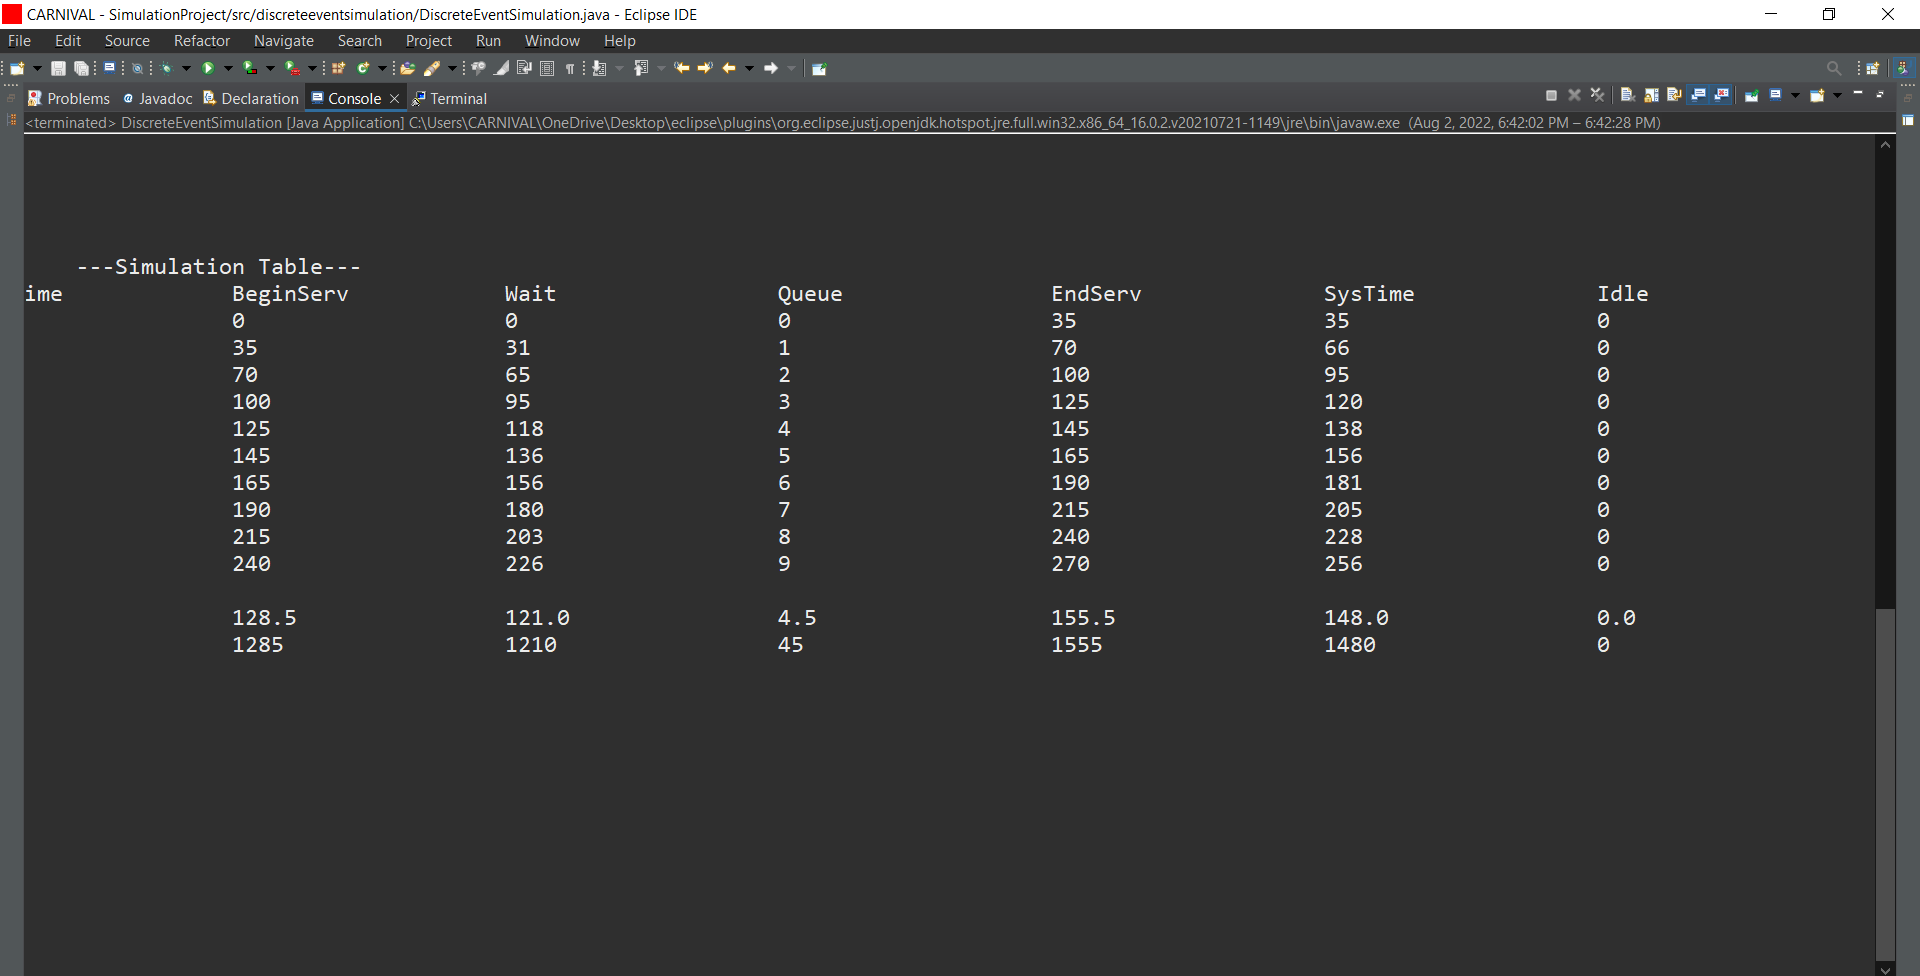 CARNIVAL - SimulationProject/src/discreteeventsimulation/DiscreteEventSimulation.java - Eclipse IDE
File Edit Source Refactor Navigate Search Project Run Window Help
Problems Javadoc Declaration Console Terminal
<terminated> DiscreteEventSimulation [Java Application] C:\Users\CARNIVAL\OneDrive\Desktop\eclipse\plugins\org.eclipse.justj.openjdk.hotspot.jre.full.win32.x86_64_16.0.2.v20210721-1149\jre\bin\javaw.exe (Aug 2, 2022, 6:42:02 PM – 6:42:28 PM)
---Simulation Table---
ime BeginServ Wait Queue EndServ SysTime Idle
0 0 0 35 35 0
35 31 1 70 66 0
70 65 2 100 95 0
100 95 3 125 120 0
125 118 4 145 138 0
145 136 5 165 156 0
165 156 6 190 181 0
190 180 7 215 205 0
215 203 8 240 228 0
240 226 9 270 256 0
128.5 121.0 4.5 155.5 148.0 0.0
1285 1210 45 1555 1480 0